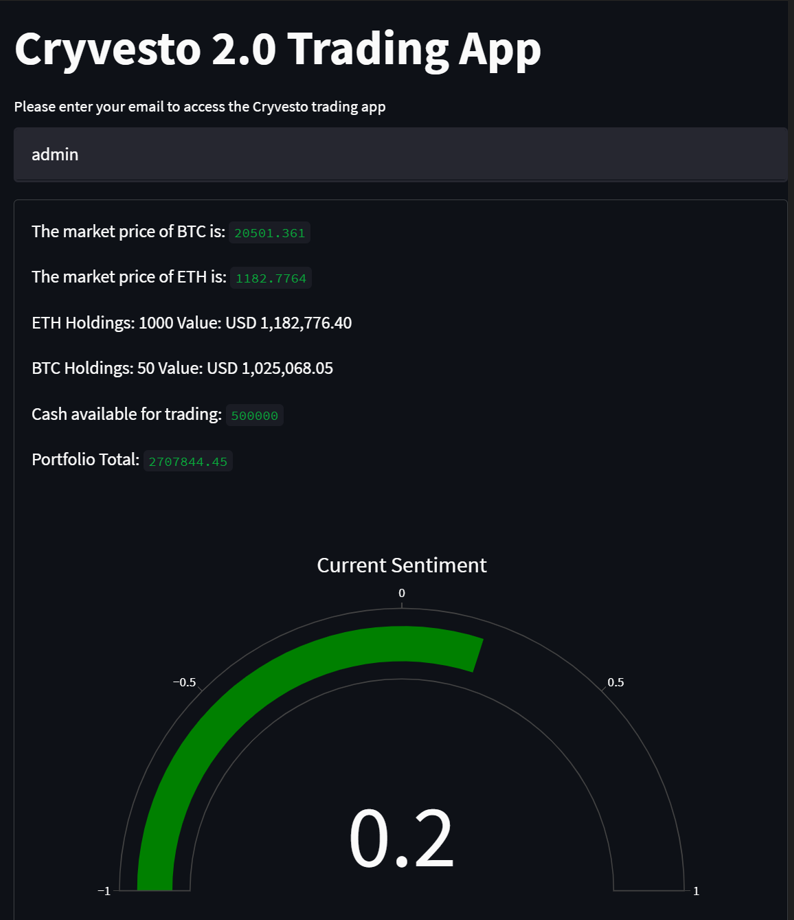 Cryvesto 2.0 Trading App
Please enter your email to access the Cryvesto trading app
admin
The market price of BTC is: 20501.361
The market price of ETH is: 1182.7764
ETH Holdings: 1000 Value: USD 1,182,776.40
BTC Holdings: 50 Value: USD 1,025,068.05
Cash available for trading: 500000
Portfolio Total: 2707844.45
Current Sentiment
0
−0.5
0.5
0.2
−1
1